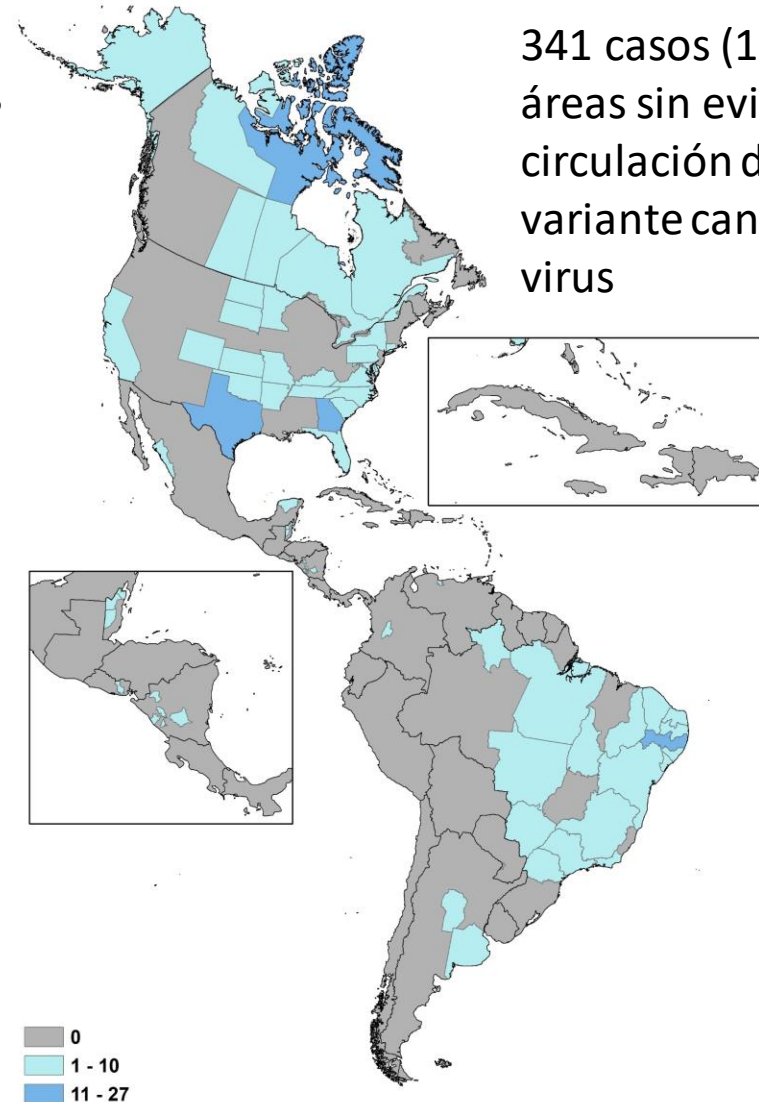 341 casos (1
áreas sin evi
circulación d
variante can
virus
0
1 - 10
11 - 27